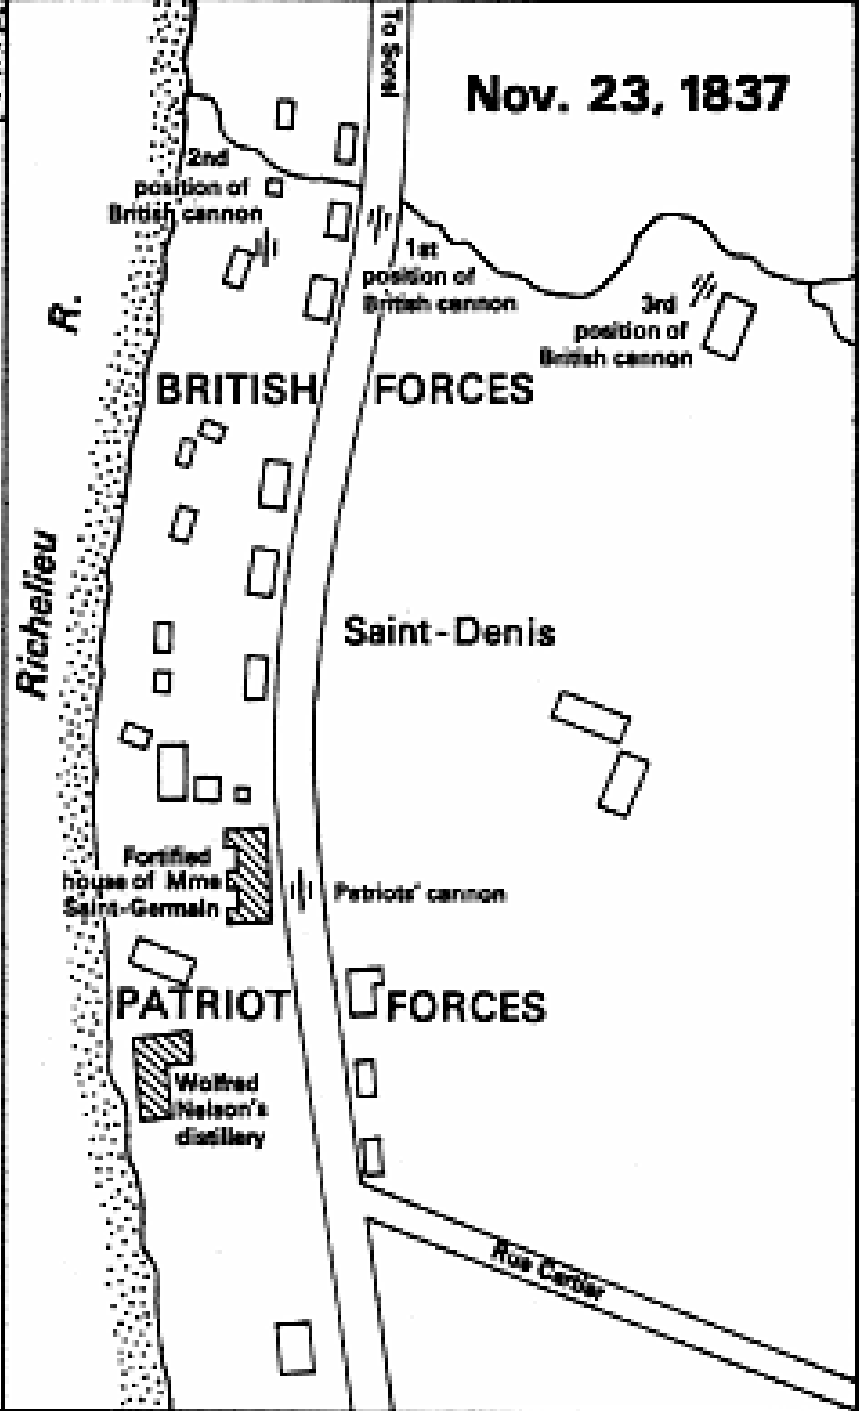 To Sorel
Nov. 23, 1837
2nd
position of
British cannon
1st
position of
British cannon
3rd
position of
British cannon
R.
BRITISH FORCES
Richelieu
Saint-Denis
Fortified
house of Mme
Saint-Germain
Patriots' cannon
PATRIOT FORCES
Wolfred
Nelson's
distillery
Rue Cartier